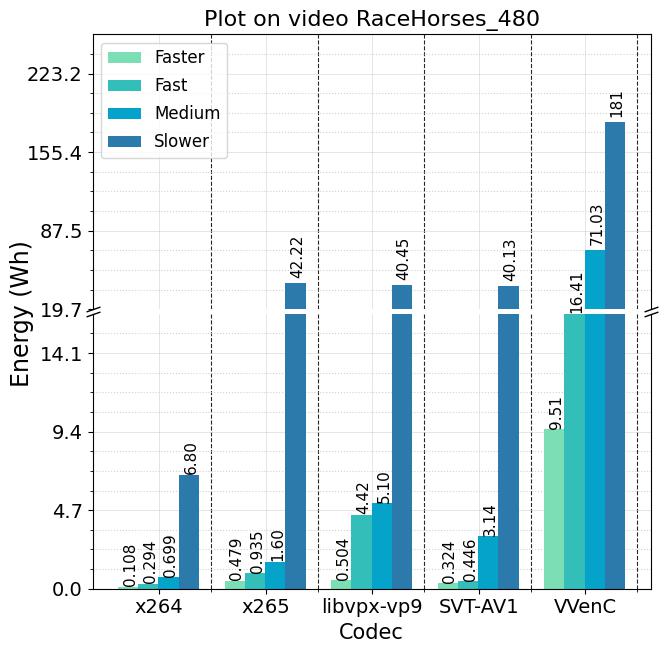 Plot on video RaceHorses_480
Faster
Fast
Medium
Slower
Energy (Wh)
223.2
155.4
87.5
19.7
14.1
9.4
4.7
0.0
0.108
0.294
0.699
6.80
0.479
0.935
1.60
42.22
0.504
4.42
5.10
40.45
0.324
0.446
3.14
40.13
9.51
16.41
71.03
181
x264
x265
libvpx-vp9
SVT-AV1
VVenC
Codec